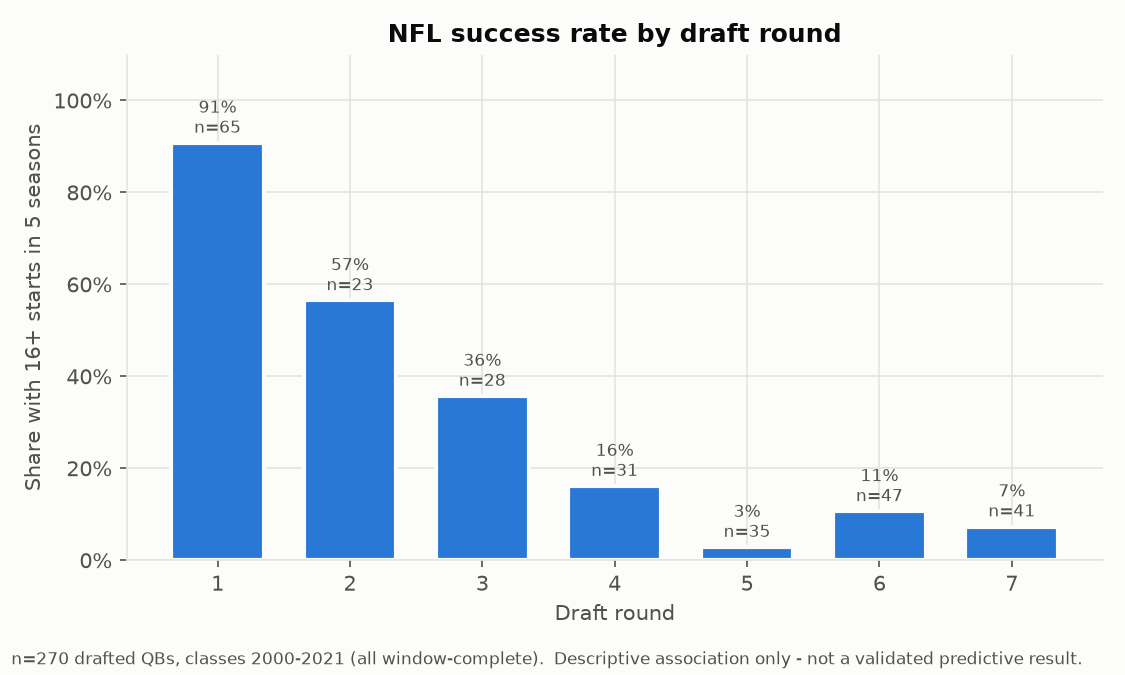 NFL success rate by draft round
Share with 16+ starts in 5 seasons
100%
80%
60%
40%
20%
0%
91%
n=65
57%
n=23
36%
n=28
16%
n=31
3%
n=35
11%
n=47
7%
n=41
1 2 3 4 5 6 7
Draft round
n=270 drafted QBs, classes 2000-2021 (all window-complete).  Descriptive association only - not a validated predictive result.